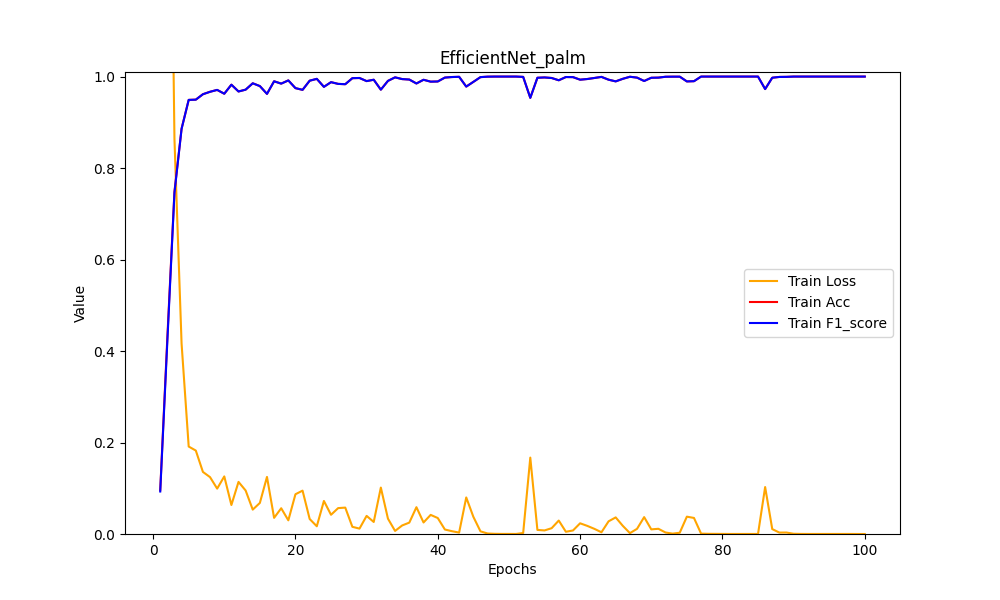 EfficientNet_palm
1.0
0.8
0.6
0.4
0.2
0.0
Value
Train Loss
Train Acc
Train F1_score
0 20 40 60 80 100
Epochs